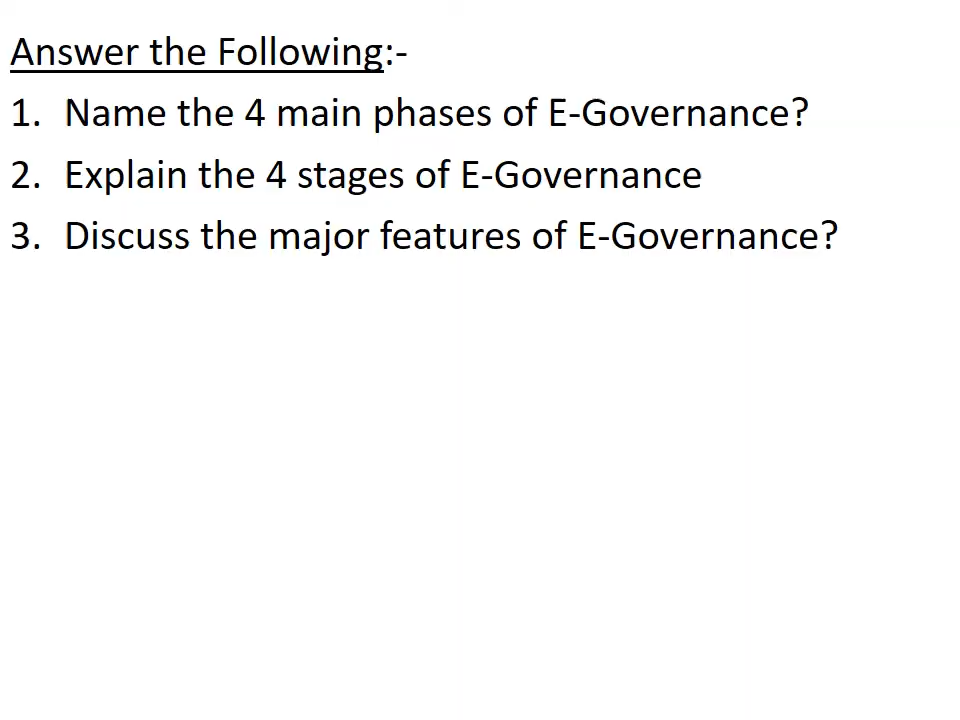 Answer the Following:-
1. Name the 4 main phases of E-Governance?
2. Explain the 4 stages of E-Governance
3. Discuss the major features of E-Governance?